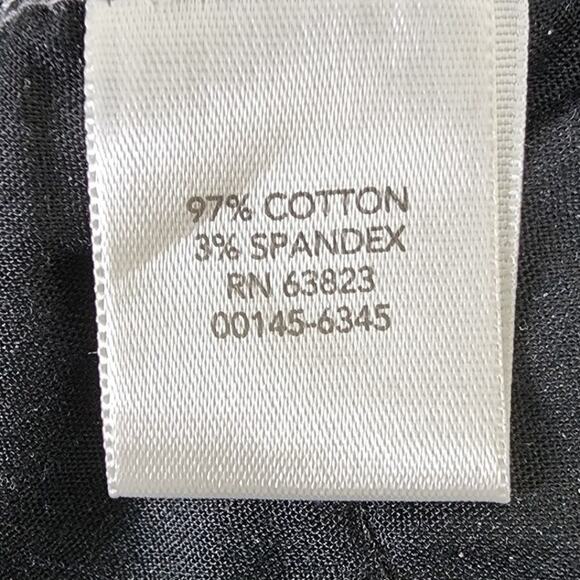 97% COTTON
3% SPANDEX
RN 63823
00145-6345